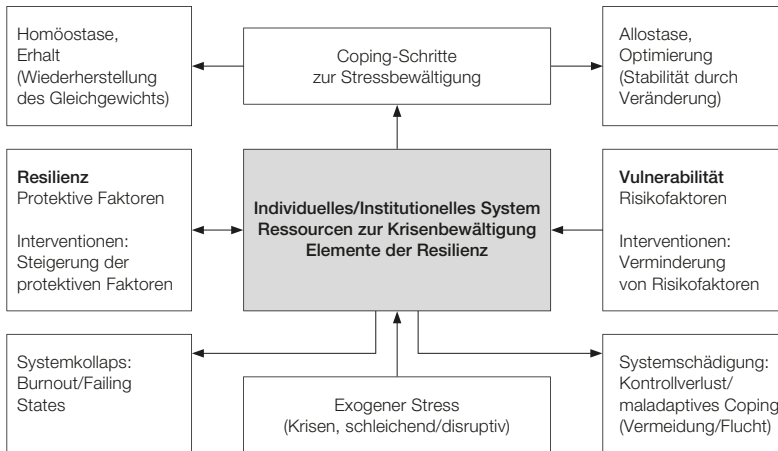 Homöostase,
Erhalt
(Wiederherstellung
des Gleichgewichts)
Coping-Schritte
zur Stressbewältigung
Allostase,
Optimierung
(Stabilität durch
Veränderung)
Resilienz
Protektive Faktoren
Interventionen:
Steigerung der
protektiven Faktoren
Individuelles/Institutionelles System
Ressourcen zur Krisenbewältigung
Elemente der Resilienz
Vulnerabilität
Risikofaktoren
Interventionen:
Verminderung
von Risikofaktoren
Systemkollaps:
Burnout/Failing
States
Exogener Stress
(Krisen, schleichend/disruptiv)
Systemschädigung:
Kontrollverlust/
maladaptives Coping
(Vermeidung/Flucht)